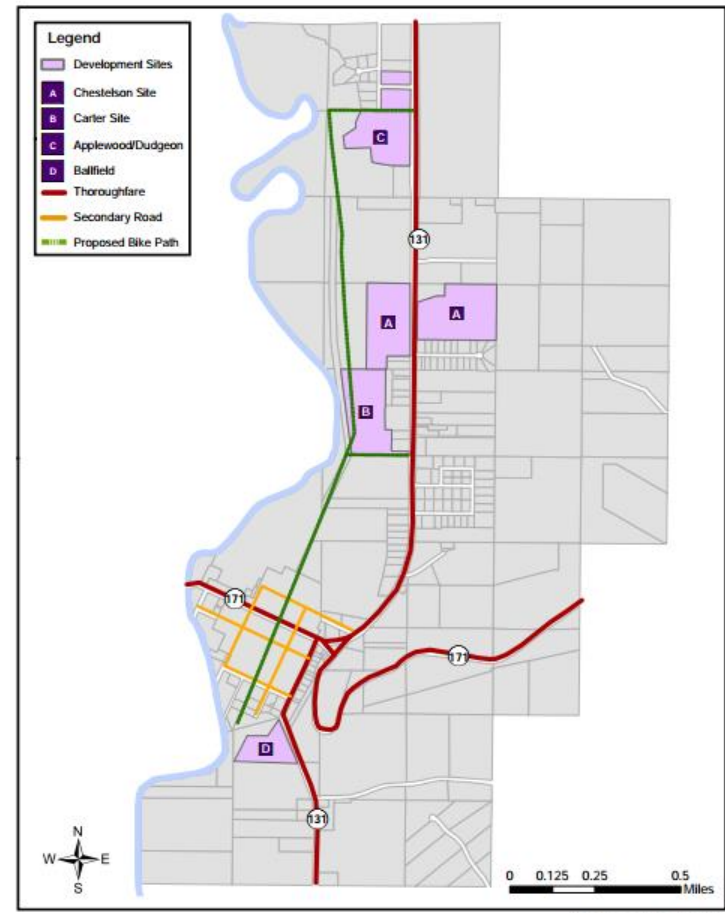 Legend
Development Sites
A Chestelson Site
B Carter Site
C Applewood/Dudgeon
D Ballfield
Thoroughfare
Secondary Road
Proposed Bike Path
C
131
A
A
B
171
171
D
131
N
W E
S
0 0.125 0.25 0.5
Miles